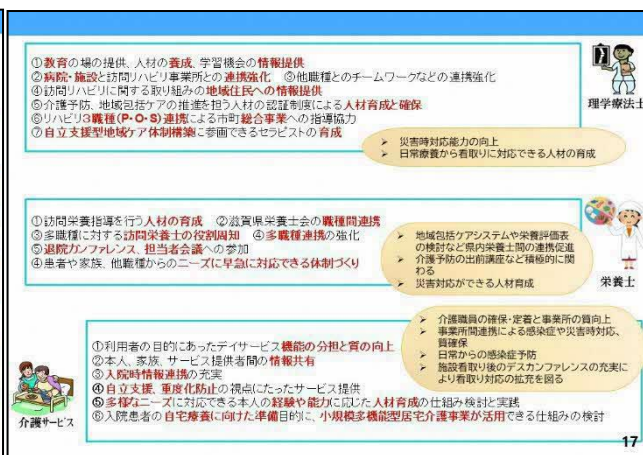 ①教育の場の提供、人材の養成、学習機会の情報提供
②病院・施設と訪問リハビリ事業所との連携強化　③他職種とのチームワークなどの連携強化
④訪問リハビリに関する取り組みの地域住民への情報提供
⑤介護予防、地域包括ケアの推進を担う人材の認証制度による人材育成と確保
⑥リハビリ3職種(P・O・S)連携による市町総合事業への指導協力
⑦自立支援型地域ケア体制構築に参画できるセラピストの育成
理学療法士
➢ 災害時対応能力の向上
➢ 日常療養から看取りに対応できる人材の育成
①訪問栄養指導を行う人材の育成　②滋賀県栄養士会の職種間連携
③多職種に対する訪問栄養士の役割周知　④多職種連携の強化
⑤退院カンファレンス、担当者会議への参加
④患者や家族、他職種からのニーズに早急に対応できる体制づくり
➢ 地域包括ケアシステムや栄養評価表
の検討など県内栄養士間の連携促進
➢ 介護予防の出前講座など積極的に関
わる
➢ 災害対応ができる人材育成
栄養士
①利用者の目的にあったデイサービス機能の分担と質の向上
②本人、家族、サービス提供者間の情報共有
③入院時情報連携の充実
④自立支援、重度化防止の視点にたったサービス提供
⑤多様なニーズに対応できる本人の経験や能力に応じた人材育成の仕組み検討と実践
⑥入院患者の自宅療養に向けた準備目的に、小規模多機能型居宅介護事業が活用できる仕組みの検討
➢ 介護職員の確保・定着と事業所の質向上
➢ 事業所間連携による感染症や災害時対応、
質確保
➢ 日常からの感染症予防
➢ 施設看取り後のデスカンファレンスの充実に
より看取り対応の拡充を図る
介護サービス
17